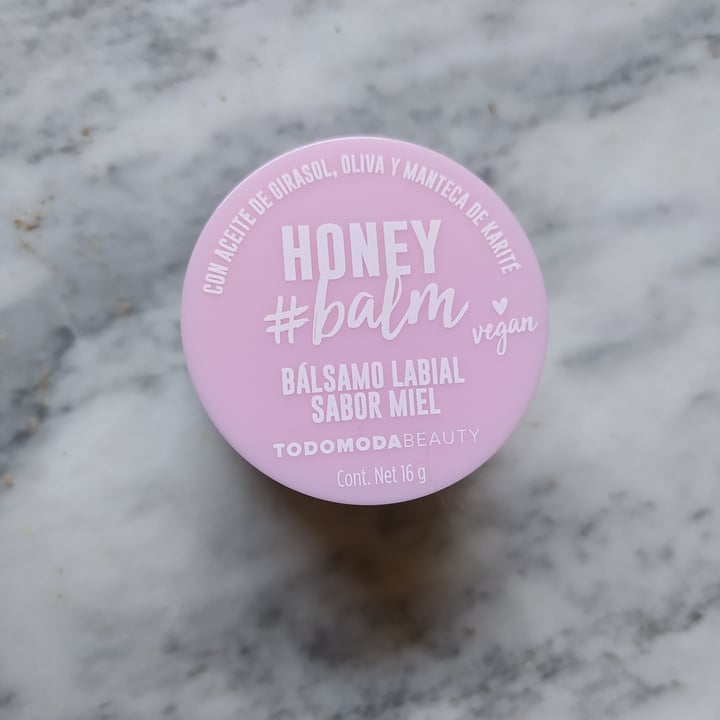 CON ACEITE DE GIRASOL, OLIVA Y MANTECA DE KARITÉ
HONEY
#balm
vegan
BÁLSAMO LABIAL
SABOR MIEL
TODOMODABEAUTY
Cont. Net 16 g